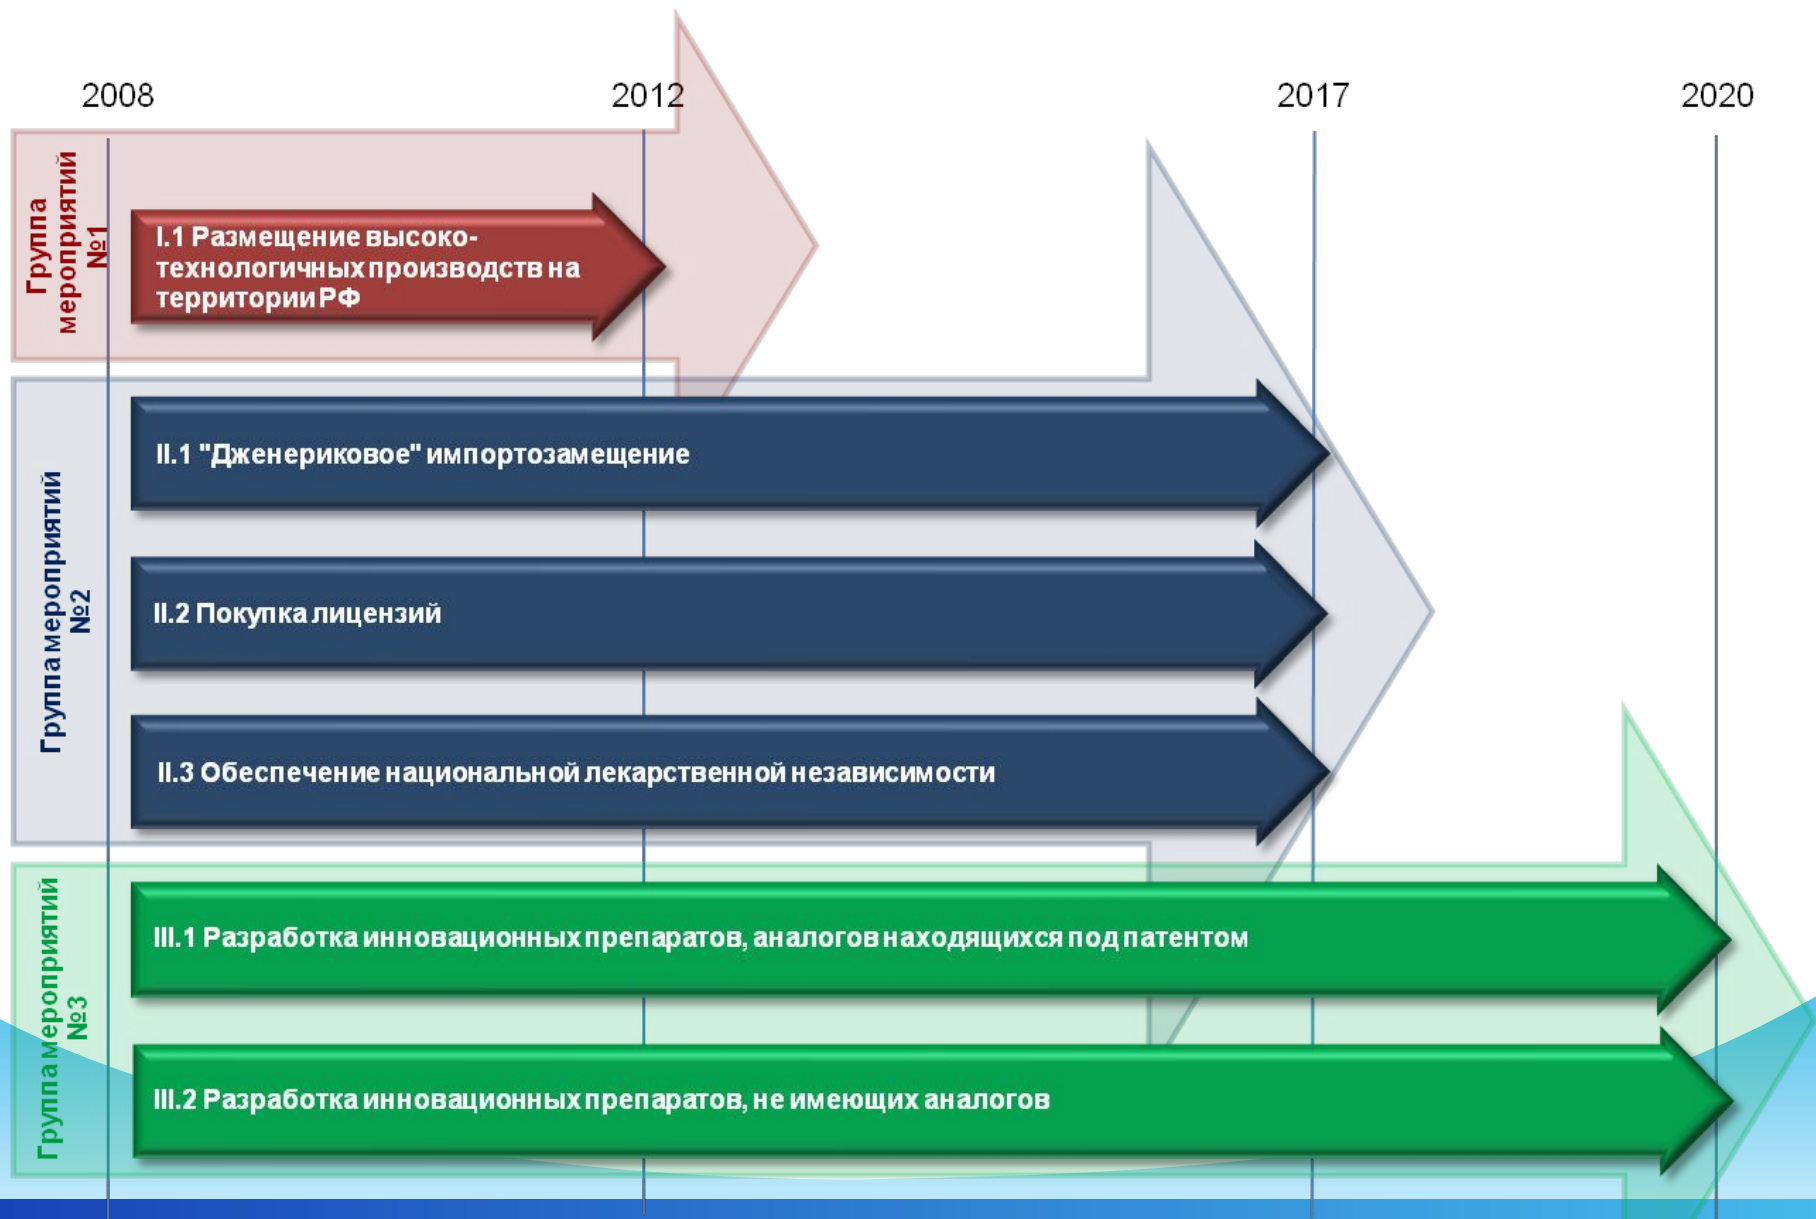 2008
2012
2017
2020
Группа
мероприятий
№1
I.1 Размещение высоко-
технологичных производств на
территории РФ
Группа мероприятий
№2
II.1 "Дженериковое" импортозамещение
II.2 Покупка лицензий
II.3 Обеспечение национальной лекарственной независимости
Группа мероприятий
№3
III.1 Разработка инновационных препаратов, аналогов находящихся под патентом
III.2 Разработка инновационных препаратов, не имеющих аналогов